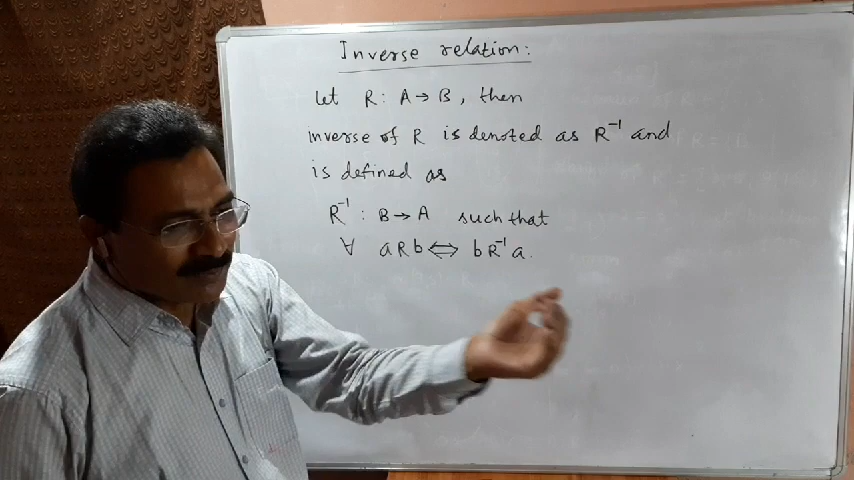 Inverse relation:
let R: A → B, then
inverse of R is denoted as R⁻¹ and
is defined as
R⁻¹ : B → A such that
∀ aRb ⟺ bR⁻¹a.